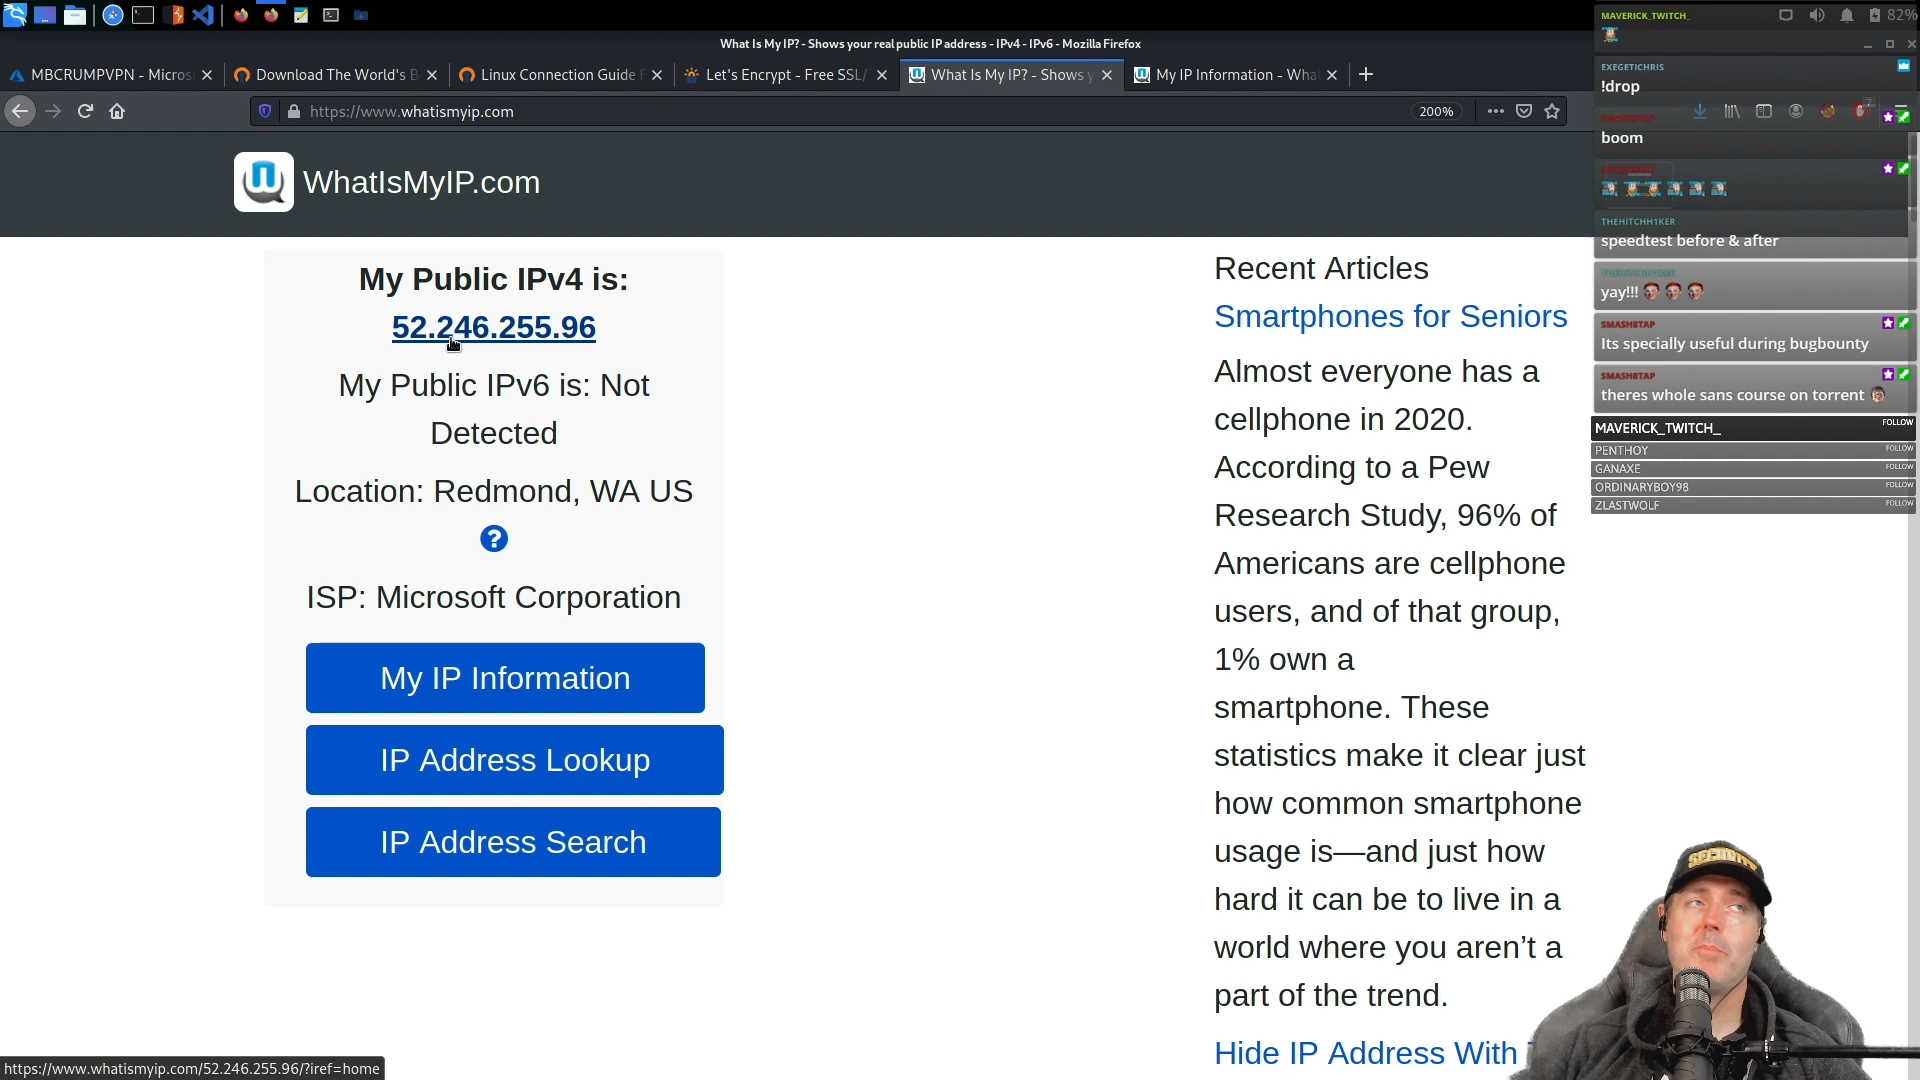 What Is My IP? - Shows your real public IP address - IPv4 - IPv6 - Mozilla Firefox
82%
MBCRUMPVPN - Micros
Download The World's B
Linux Connection Guide F
Let's Encrypt - Free SSL/
What Is My IP? - Shows y
My IP Information - Wha
https://www.whatismyip.com
200%
WhatIsMyIP.com
My Public IPv4 is:
52.246.255.96
My Public IPv6 is: Not
Detected
Location: Redmond, WA US
?
ISP: Microsoft Corporation
My IP Information
IP Address Lookup
IP Address Search
Recent Articles
Smartphones for Seniors
Almost everyone has a
cellphone in 2020.
According to a Pew
Research Study, 96% of
Americans are cellphone
users, and of that group,
1% own a
smartphone. These
statistics make it clear just
how common smartphone
usage is—and just how
hard it can be to live in a
world where you aren’t a
part of the trend.
Hide IP Address With
MAVERICK_TWITCH_
EXEGETICHRIS
!drop
boom
THEHITCHH1KER
speedtest before & after
yay!!!
SMASH8TAP
Its specially useful during bugbounty
SMASH8TAP
theres whole sans course on torrent
MAVERICK_TWITCH_ FOLLOW
PENTHOY FOLLOW
GANAXE FOLLOW
ORDINARYBOY98 FOLLOW
ZLASTWOLF FOLLOW
SECURITY
https://www.whatismyip.com/52.246.255.96/?iref=home